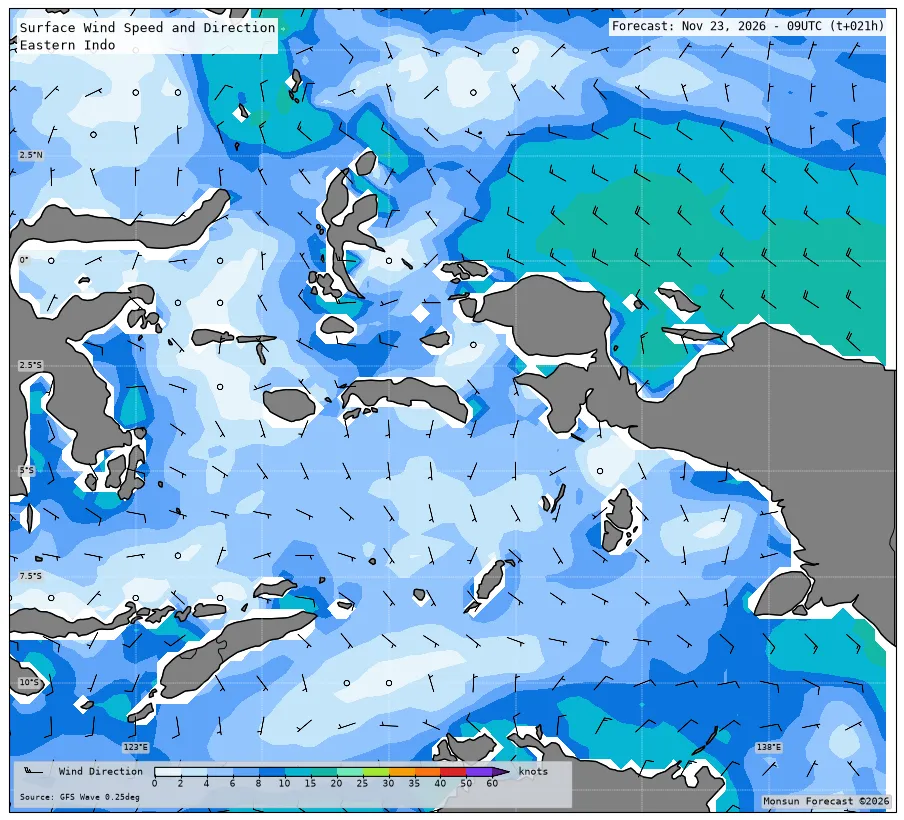 Surface Wind Speed and Direction
Eastern Indo
Forecast: Nov 23, 2026 - 09UTC (t+021h)
2.5°N
0°
2.5°S
5°S
7.5°S
10°S
123°E
138°E
Wind Direction
0 2 4 6 8 10 15 20 25 30 35 40 50 60
knots
Source: GFS Wave 0.25deg
Monsun Forecast ©2026